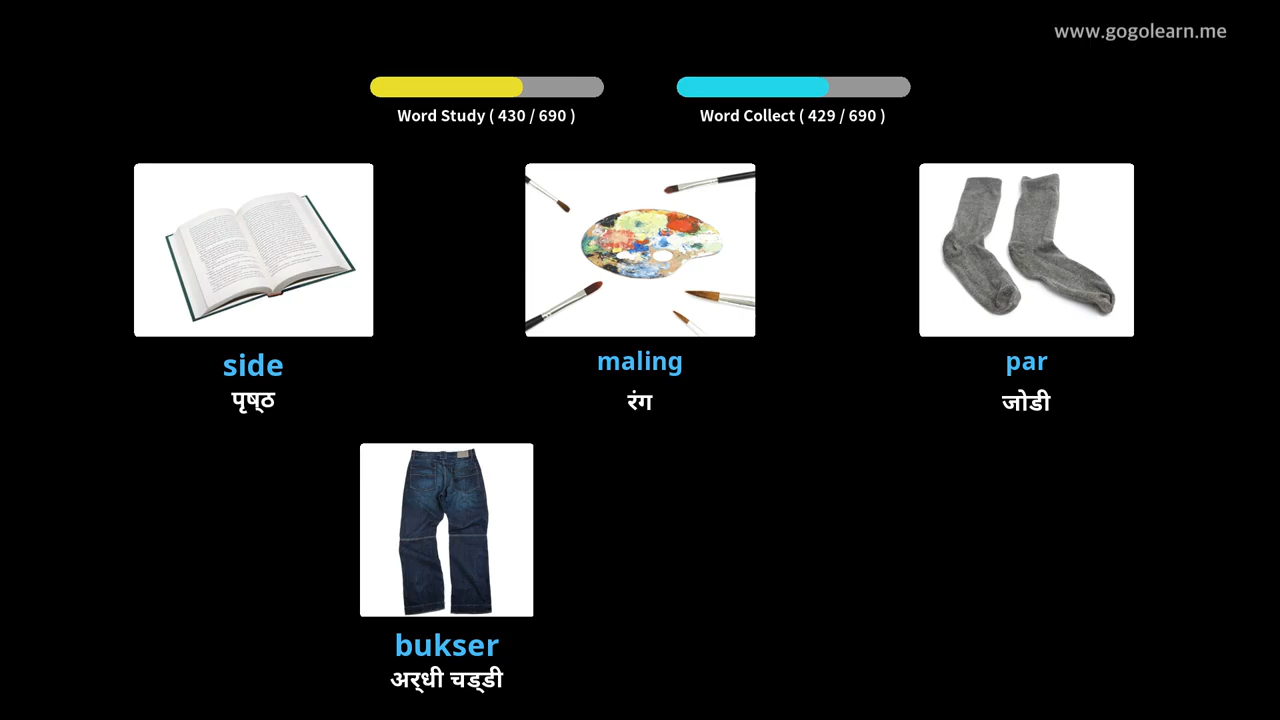 www.gogolearn.me
Word Study ( 430 / 690 )
Word Collect ( 429 / 690 )
side
पृष्ठ
maling
रंग
par
जोडी
bukser
अर्धी चड्डी